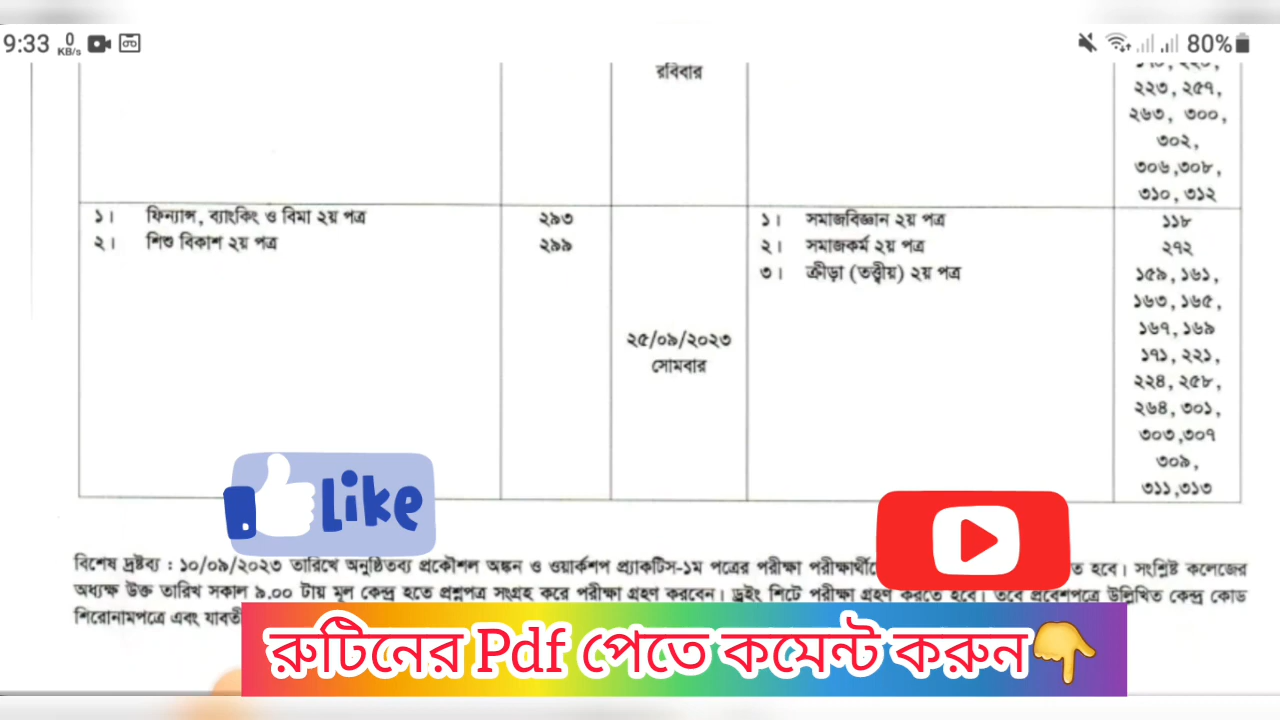 9:33 0 KB/s 80%
রবিবার
২২৩, ২৫৭,
২৬৩, ৩০০,
৩০২,
৩০৬,৩০৮,
৩১০, ৩১২
১। ফিন্যান্স, ব্যাংকিং ও বিমা ২য় পত্র ২৯৩ ১। সমাজবিজ্ঞান ২য় পত্র ১১৮
২। শিশু বিকাশ ২য় পত্র ২৯৯ ২। সমাজকর্ম ২য় পত্র ২৭২
৩। ক্রীড়া (তত্ত্বীয়) ২য় পত্র ১৫৯, ১৬১,
১৬৩, ১৬৫,
২৫/০৯/২০২৩ ১৬৭, ১৬৯
সোমবার ১৭১, ২২১,
২২৪, ২৫৮,
২৬৪, ৩০১,
৩০৩,৩০৭
৩০৯,
৩১১,৩১৩
Like
বিশেষ দ্রষ্টব্য : ১০/০৯/২০২৩ তারিখে অনুষ্ঠিতব্য প্রকৌশল অঙ্কন ও ওয়ার্কশপ প্র্যাকটিস-১ম পত্রের পরীক্ষা ত হবে। সংশ্লিষ্ট কলেজের
অধ্যক্ষ উক্ত তারিখ সকাল ৯.০০ টায় মূল কেন্দ্র হতে প্রশ্নপত্র সংগ্রহ করে পরীক্ষা গ্রহণ করবেন। ড্রইং শিটে পরীক্ষা গ্রহণ করতে হবে। তবে প্রবেশপত্রে উল্লিখিত কেন্দ্র কোড
শিরোনামপত্রে এবং
রুটিনের Pdf পেতে কমেন্ট করুন